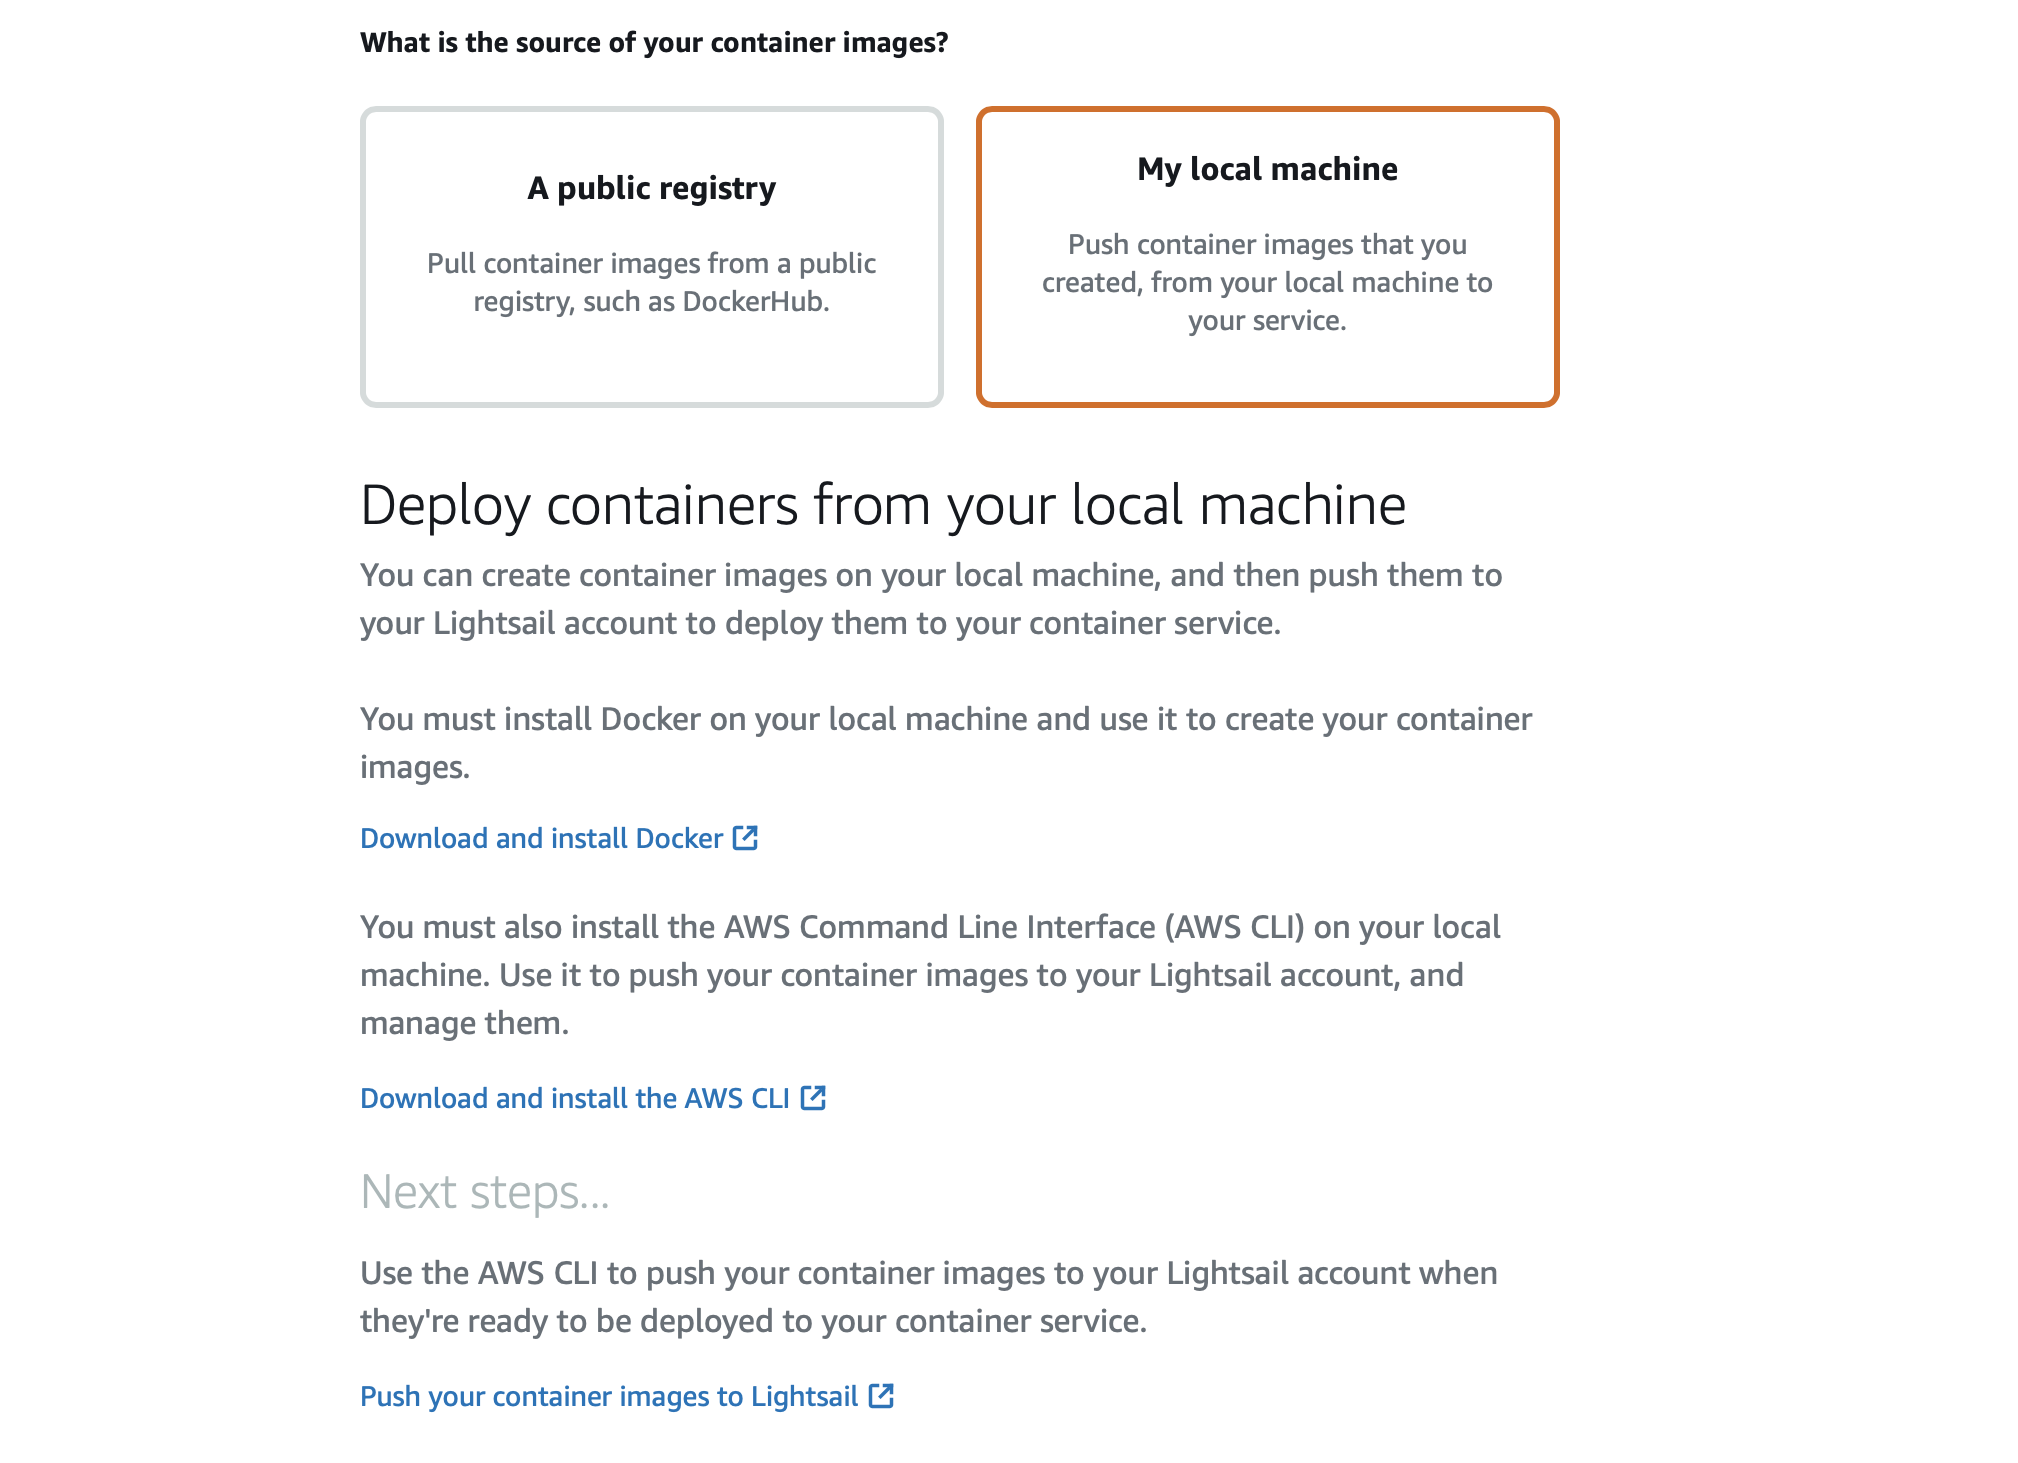 What is the source of your container images?
A public registry
Pull container images from a public
registry, such as DockerHub.
My local machine
Push container images that you
created, from your local machine to
your service.
Deploy containers from your local machine
You can create container images on your local machine, and then push them to
your Lightsail account to deploy them to your container service.
You must install Docker on your local machine and use it to create your container
images.
Download and install Docker
You must also install the AWS Command Line Interface (AWS CLI) on your local
machine. Use it to push your container images to your Lightsail account, and
manage them.
Download and install the AWS CLI
Next steps...
Use the AWS CLI to push your container images to your Lightsail account when
they're ready to be deployed to your container service.
Push your container images to Lightsail